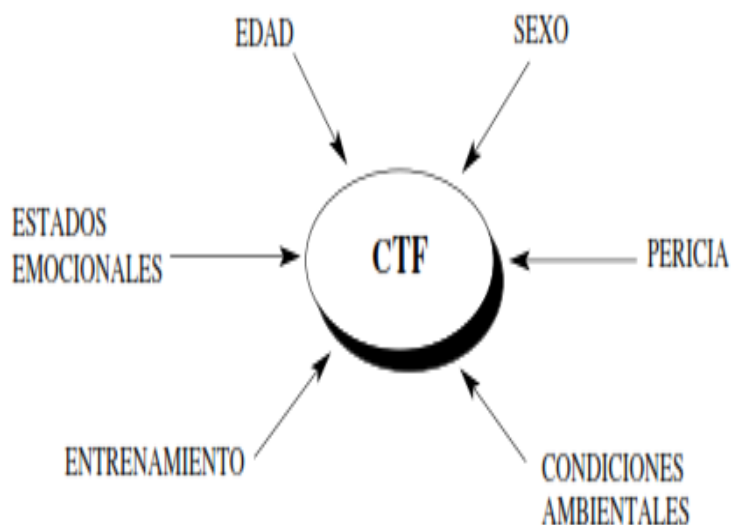 EDAD
SEXO
ESTADOS
EMOCIONALES
CTF
PERICIA
ENTRENAMIENTO
CONDICIONES
AMBIENTALES